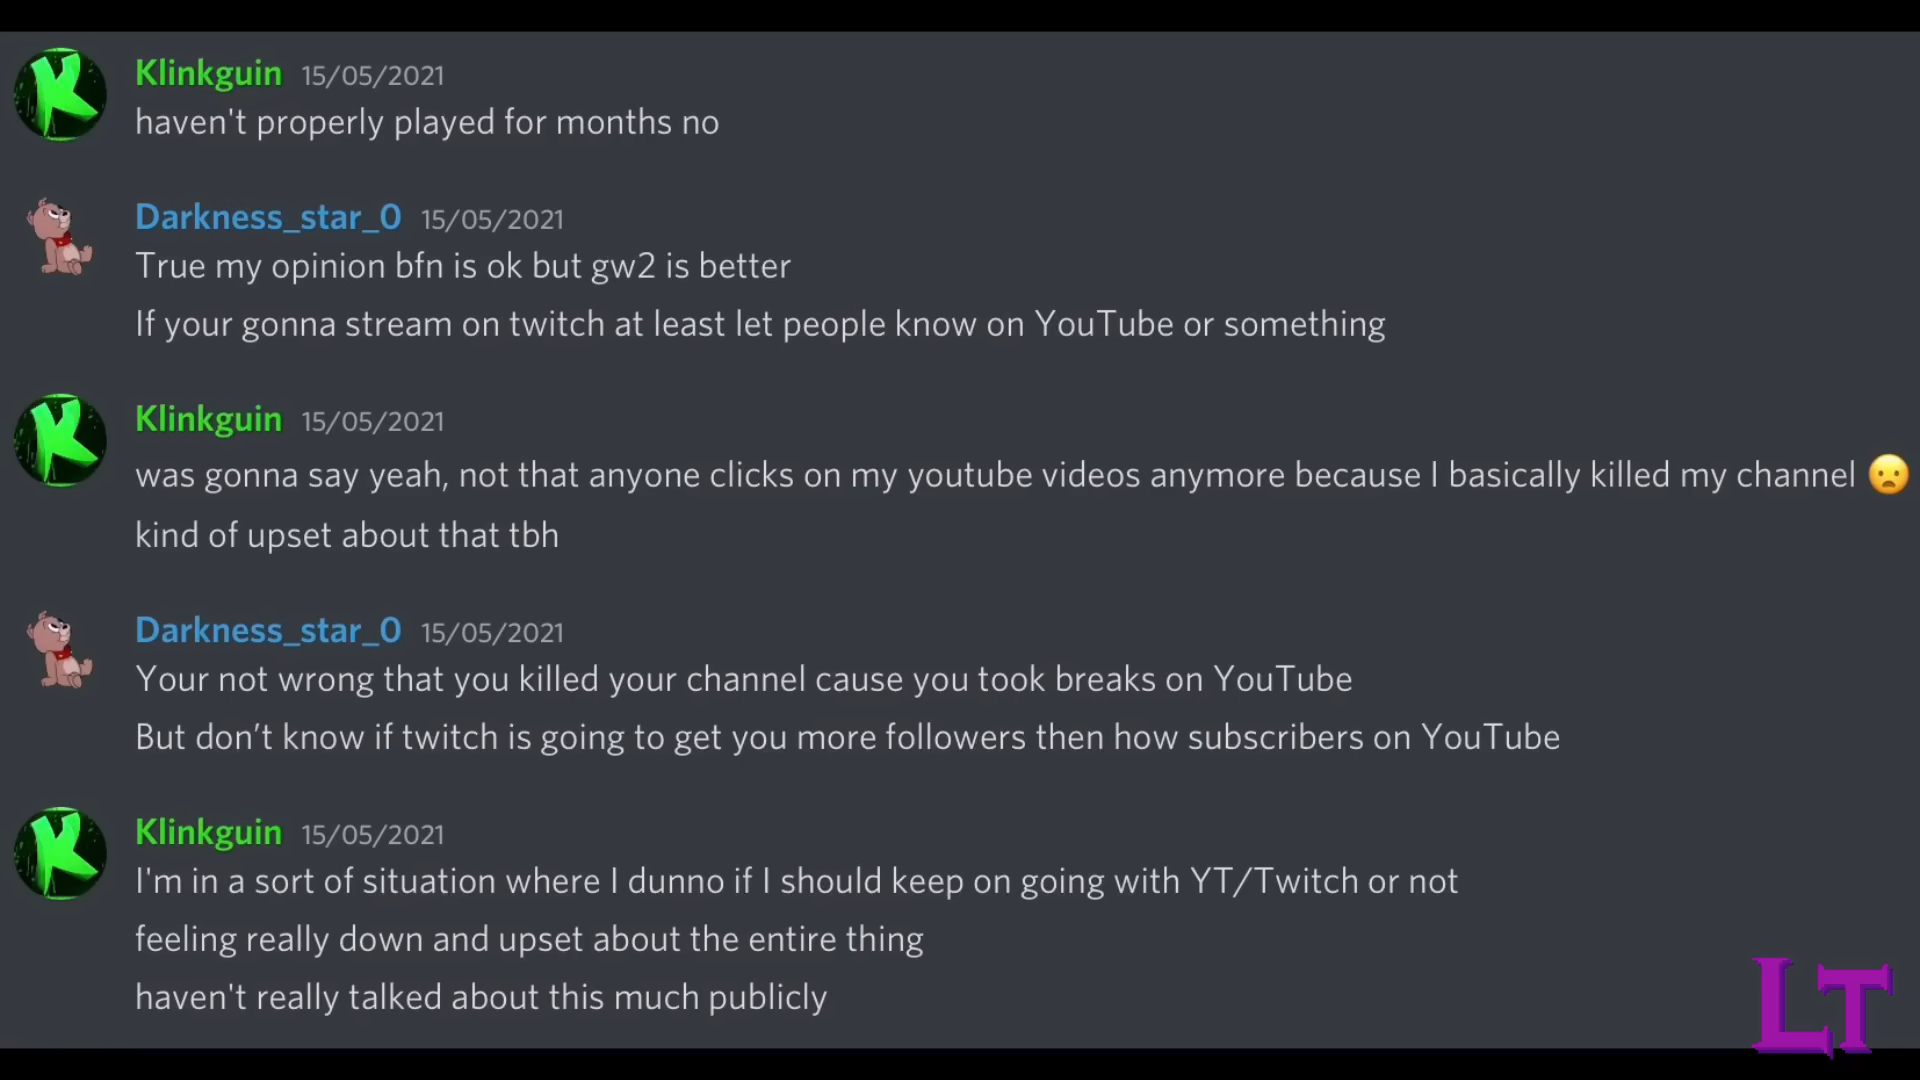 Klinkguin 15/05/2021
haven't properly played for months no
Darkness_star_0 15/05/2021
True my opinion bfn is ok but gw2 is better
If your gonna stream on twitch at least let people know on YouTube or something
Klinkguin 15/05/2021
was gonna say yeah, not that anyone clicks on my youtube videos anymore because I basically killed my channel 😦
kind of upset about that tbh
Darkness_star_0 15/05/2021
Your not wrong that you killed your channel cause you took breaks on YouTube
But don’t know if twitch is going to get you more followers then how subscribers on YouTube
Klinkguin 15/05/2021
I'm in a sort of situation where I dunno if I should keep on going with YT/Twitch or not
feeling really down and upset about the entire thing
haven't really talked about this much publicly
LT